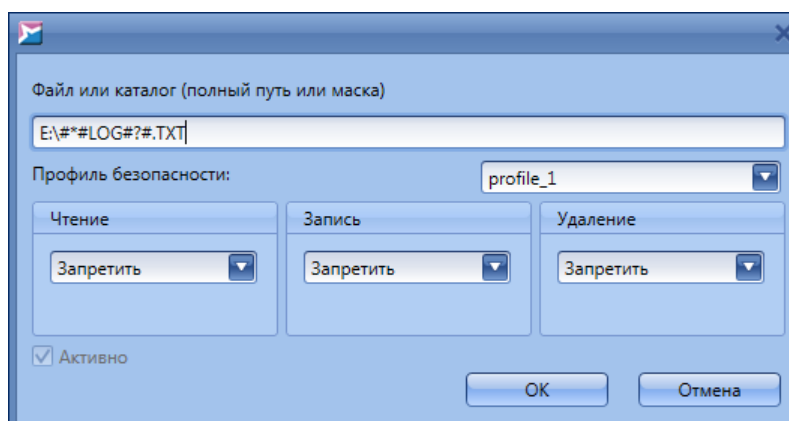 Файл или каталог (полный путь или маска)
E:\#*#LOG#?#.TXT
Профиль безопасности:
profile_1
Чтение
Запись
Удаление
Запретить
Запретить
Запретить
Активно
OK
Отмена